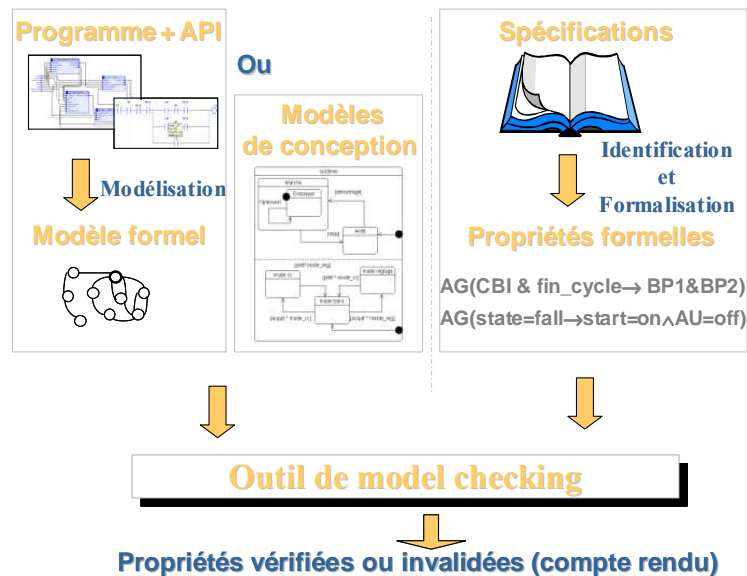 Programme + API
Ou
Spécifications
Modèles
de conception
Modélisation
Identification
et
Formalisation
Modèle formel
Propriétés formelles
AG(CBI & fin_cycle→ BP1&BP2)
AG(state=fall→start=on∧AU=off)
Outil de model checking
Propriétés vérifiées ou invalidées (compte rendu)